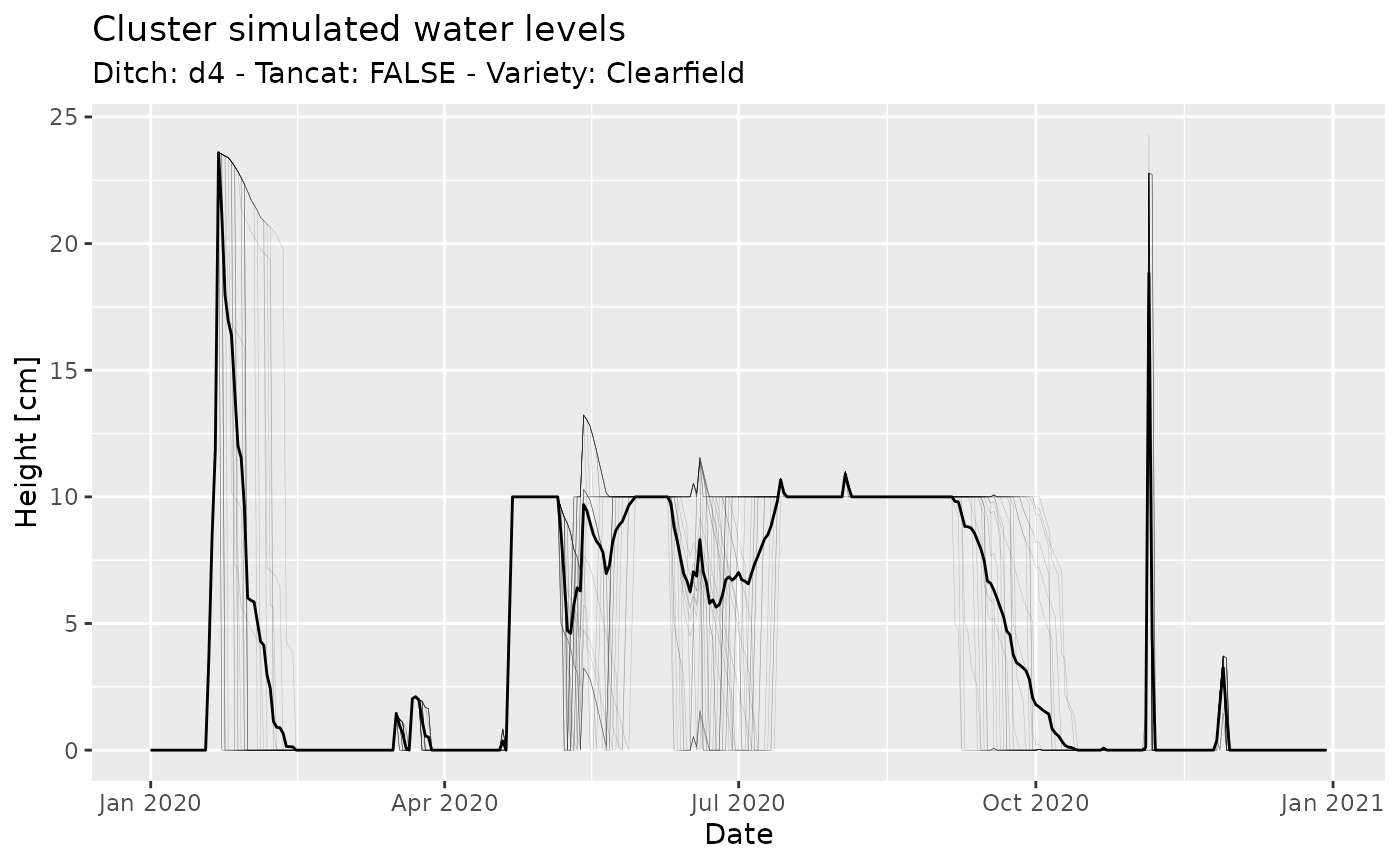 Cluster simulated water levels
Ditch: d4 - Tancat: FALSE - Variety: Clearfield
25
20
15
10
5
0
Height [cm]
Jan 2020 Apr 2020 Jul 2020 Oct 2020 Jan 2021
Date